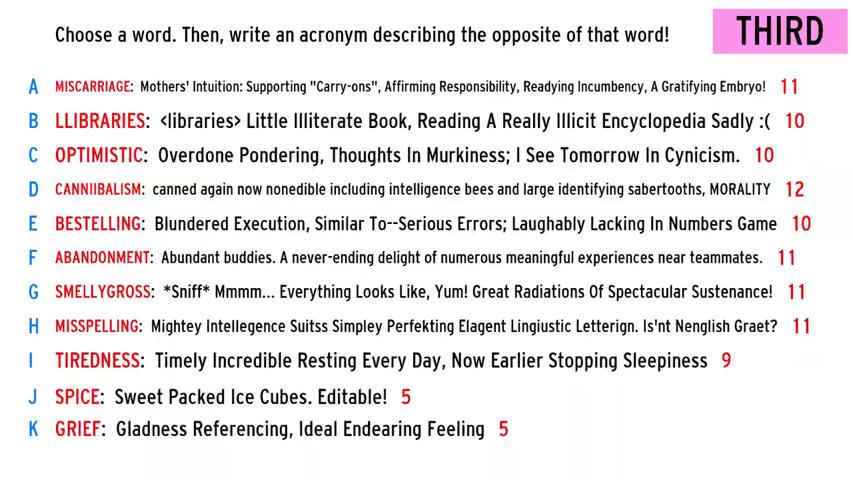 Choose a word. Then, write an acronym describing the opposite of that word!
THIRD
A MISCARRIAGE: Mothers' Intuition: Supporting "Carry-ons", Affirming Responsibility, Readying Incumbency, A Gratifying Embryo! 11
B LLIBRARIES: <libraries> Little Illiterate Book, Reading A Really Illicit Encyclopedia Sadly :( 10
C OPTIMISTIC: Overdone Pondering, Thoughts In Murkiness; I See Tomorrow In Cynicism. 10
D CANNIIBALISM: canned again now nonedible including intelligence bees and large identifying sabertooths, MORALITY 12
E BESTELLING: Blundered Execution, Similar To--Serious Errors; Laughably Lacking In Numbers Game 10
F ABANDONMENT: Abundant buddies. A never-ending delight of numerous meaningful experiences near teammates. 11
G SMELLYGROSS: *Sniff* Mmmm... Everything Looks Like, Yum! Great Radiations Of Spectacular Sustenance! 11
H MISSPELLING: Mightey Intellegence Suitss Simpley Perfekting Elagent Lingiustic Letterign. Is'nt Nenglish Graet? 11
I TIREDNESS: Timely Incredible Resting Every Day, Now Earlier Stopping Sleepiness 9
J SPICE: Sweet Packed Ice Cubes. Editable! 5
K GRIEF: Gladness Referencing, Ideal Endearing Feeling 5